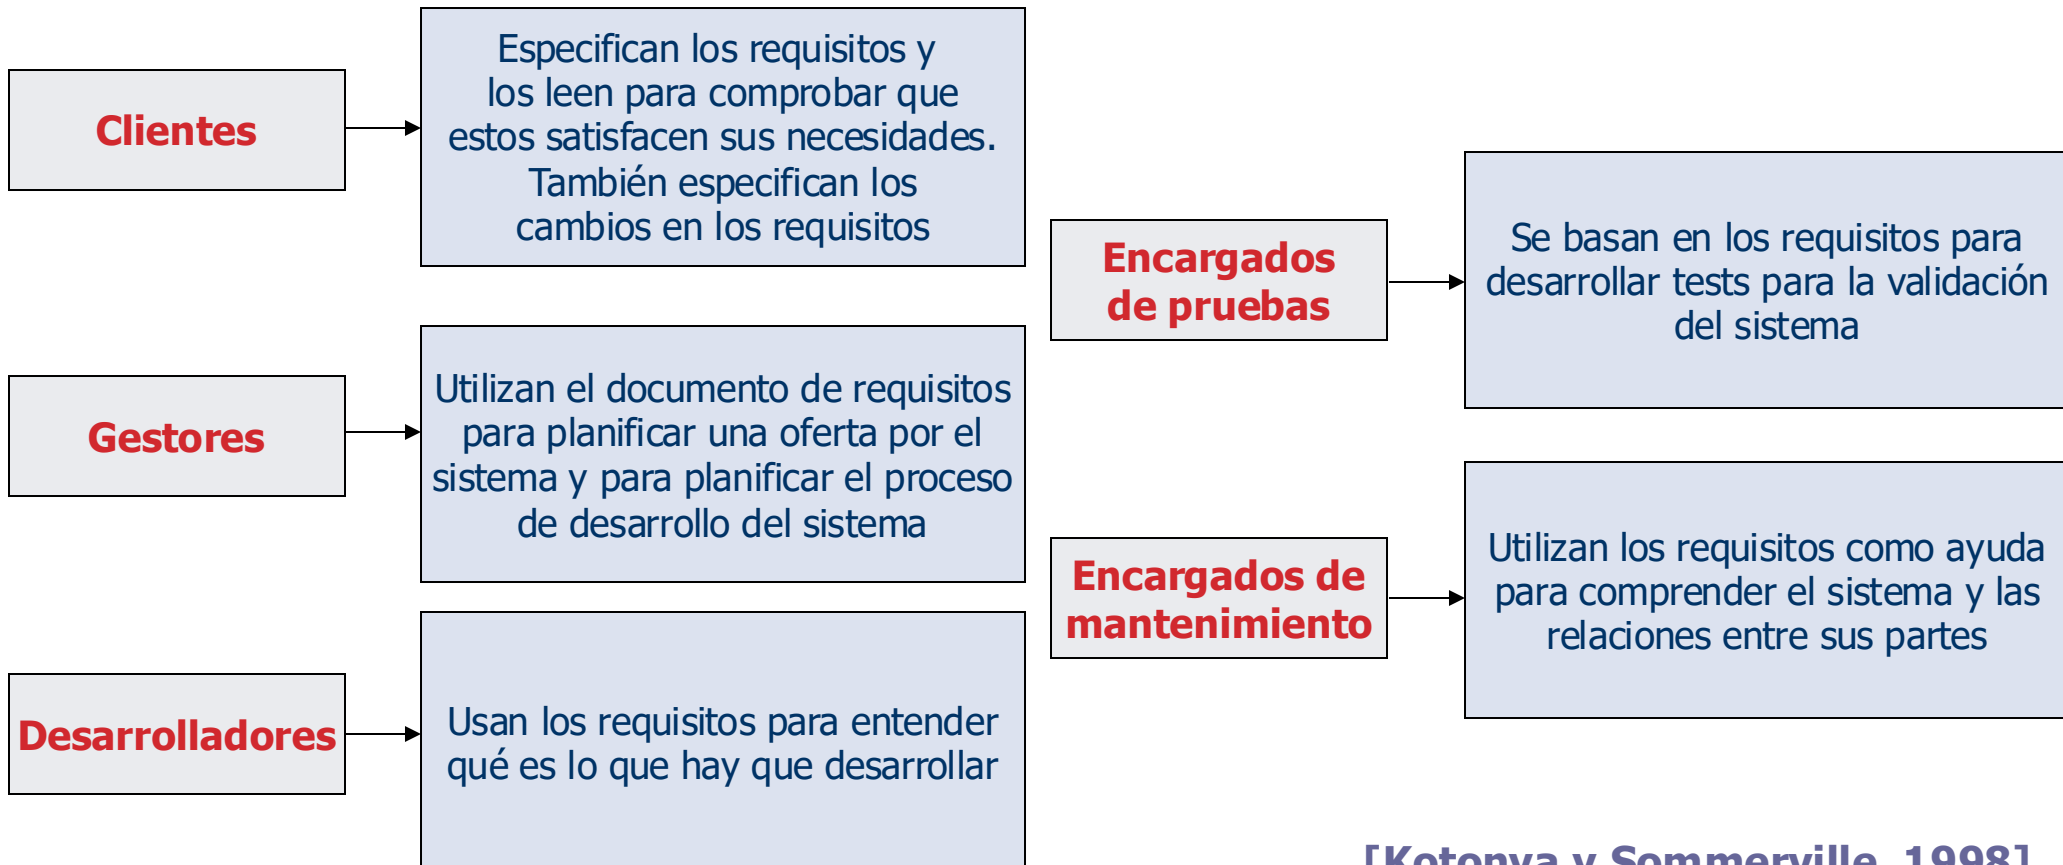 Clientes
Especifican los requisitos y
los leen para comprobar que
estos satisfacen sus necesidades.
También especifican los
cambios en los requisitos
Gestores
Utilizan el documento de requisitos
para planificar una oferta por el
sistema y para planificar el proceso
de desarrollo del sistema
Desarrolladores
Usan los requisitos para entender
qué es lo que hay que desarrollar
Encargados
de pruebas
Se basan en los requisitos para
desarrollar tests para la validación
del sistema
Encargados de
mantenimiento
Utilizan los requisitos como ayuda
para comprender el sistema y las
relaciones entre sus partes
[Kotonya y Sommerville, 1998]